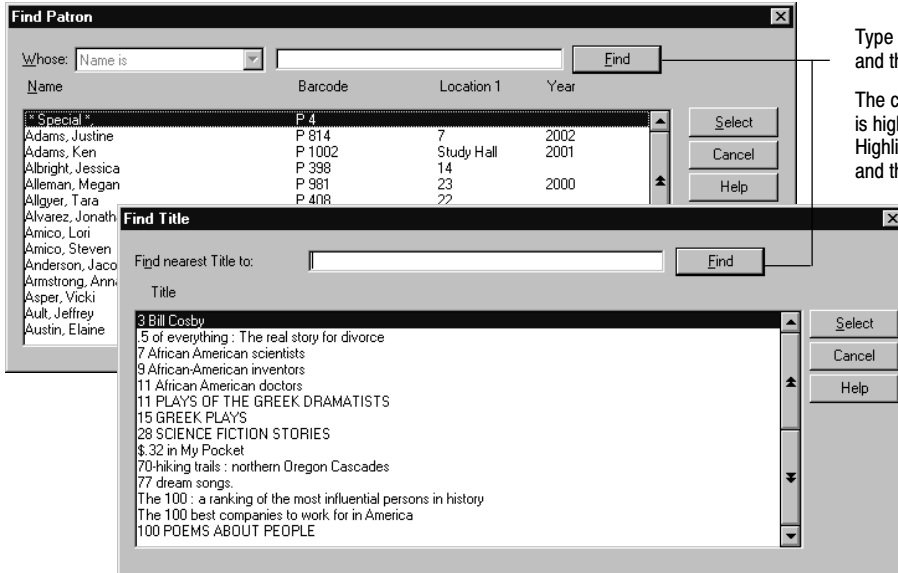 Find Patron
Whose: Name is Find
Name Barcode Location 1 Year
* Special *, P 4
Adams, Justine P 814 7 2002
Adams, Ken P 1002 Study Hall 2001
Albright, Jessica P 398 14
Alleman, Megan P 981 23 2000
Allgyer, Tara P 408 22
Alvarez, Jonath
Amico, Lori
Amico, Steven
Anderson, Jaco
Armstrong, Anna
Asper, Vicki
Ault, Jeffrey
Austin, Elaine
Select
Cancel
Help
Find Title
Find nearest Title to: Find
Title
3 Bill Cosby
.5 of everything : The real story for divorce
7 African American scientists
9 African-American inventors
11 African American doctors
11 PLAYS OF THE GREEK DRAMATISTS
15 GREEK PLAYS
28 SCIENCE FICTION STORIES
$.32 in My Pocket
70-hiking trails : northern Oregon Cascades
77 dream songs.
The 100 : a ranking of the most influential persons in history
The 100 best companies to work for in America
100 POEMS ABOUT PEOPLE
Select
Cancel
Help
Type
and th
The c
is high
Highli
and th